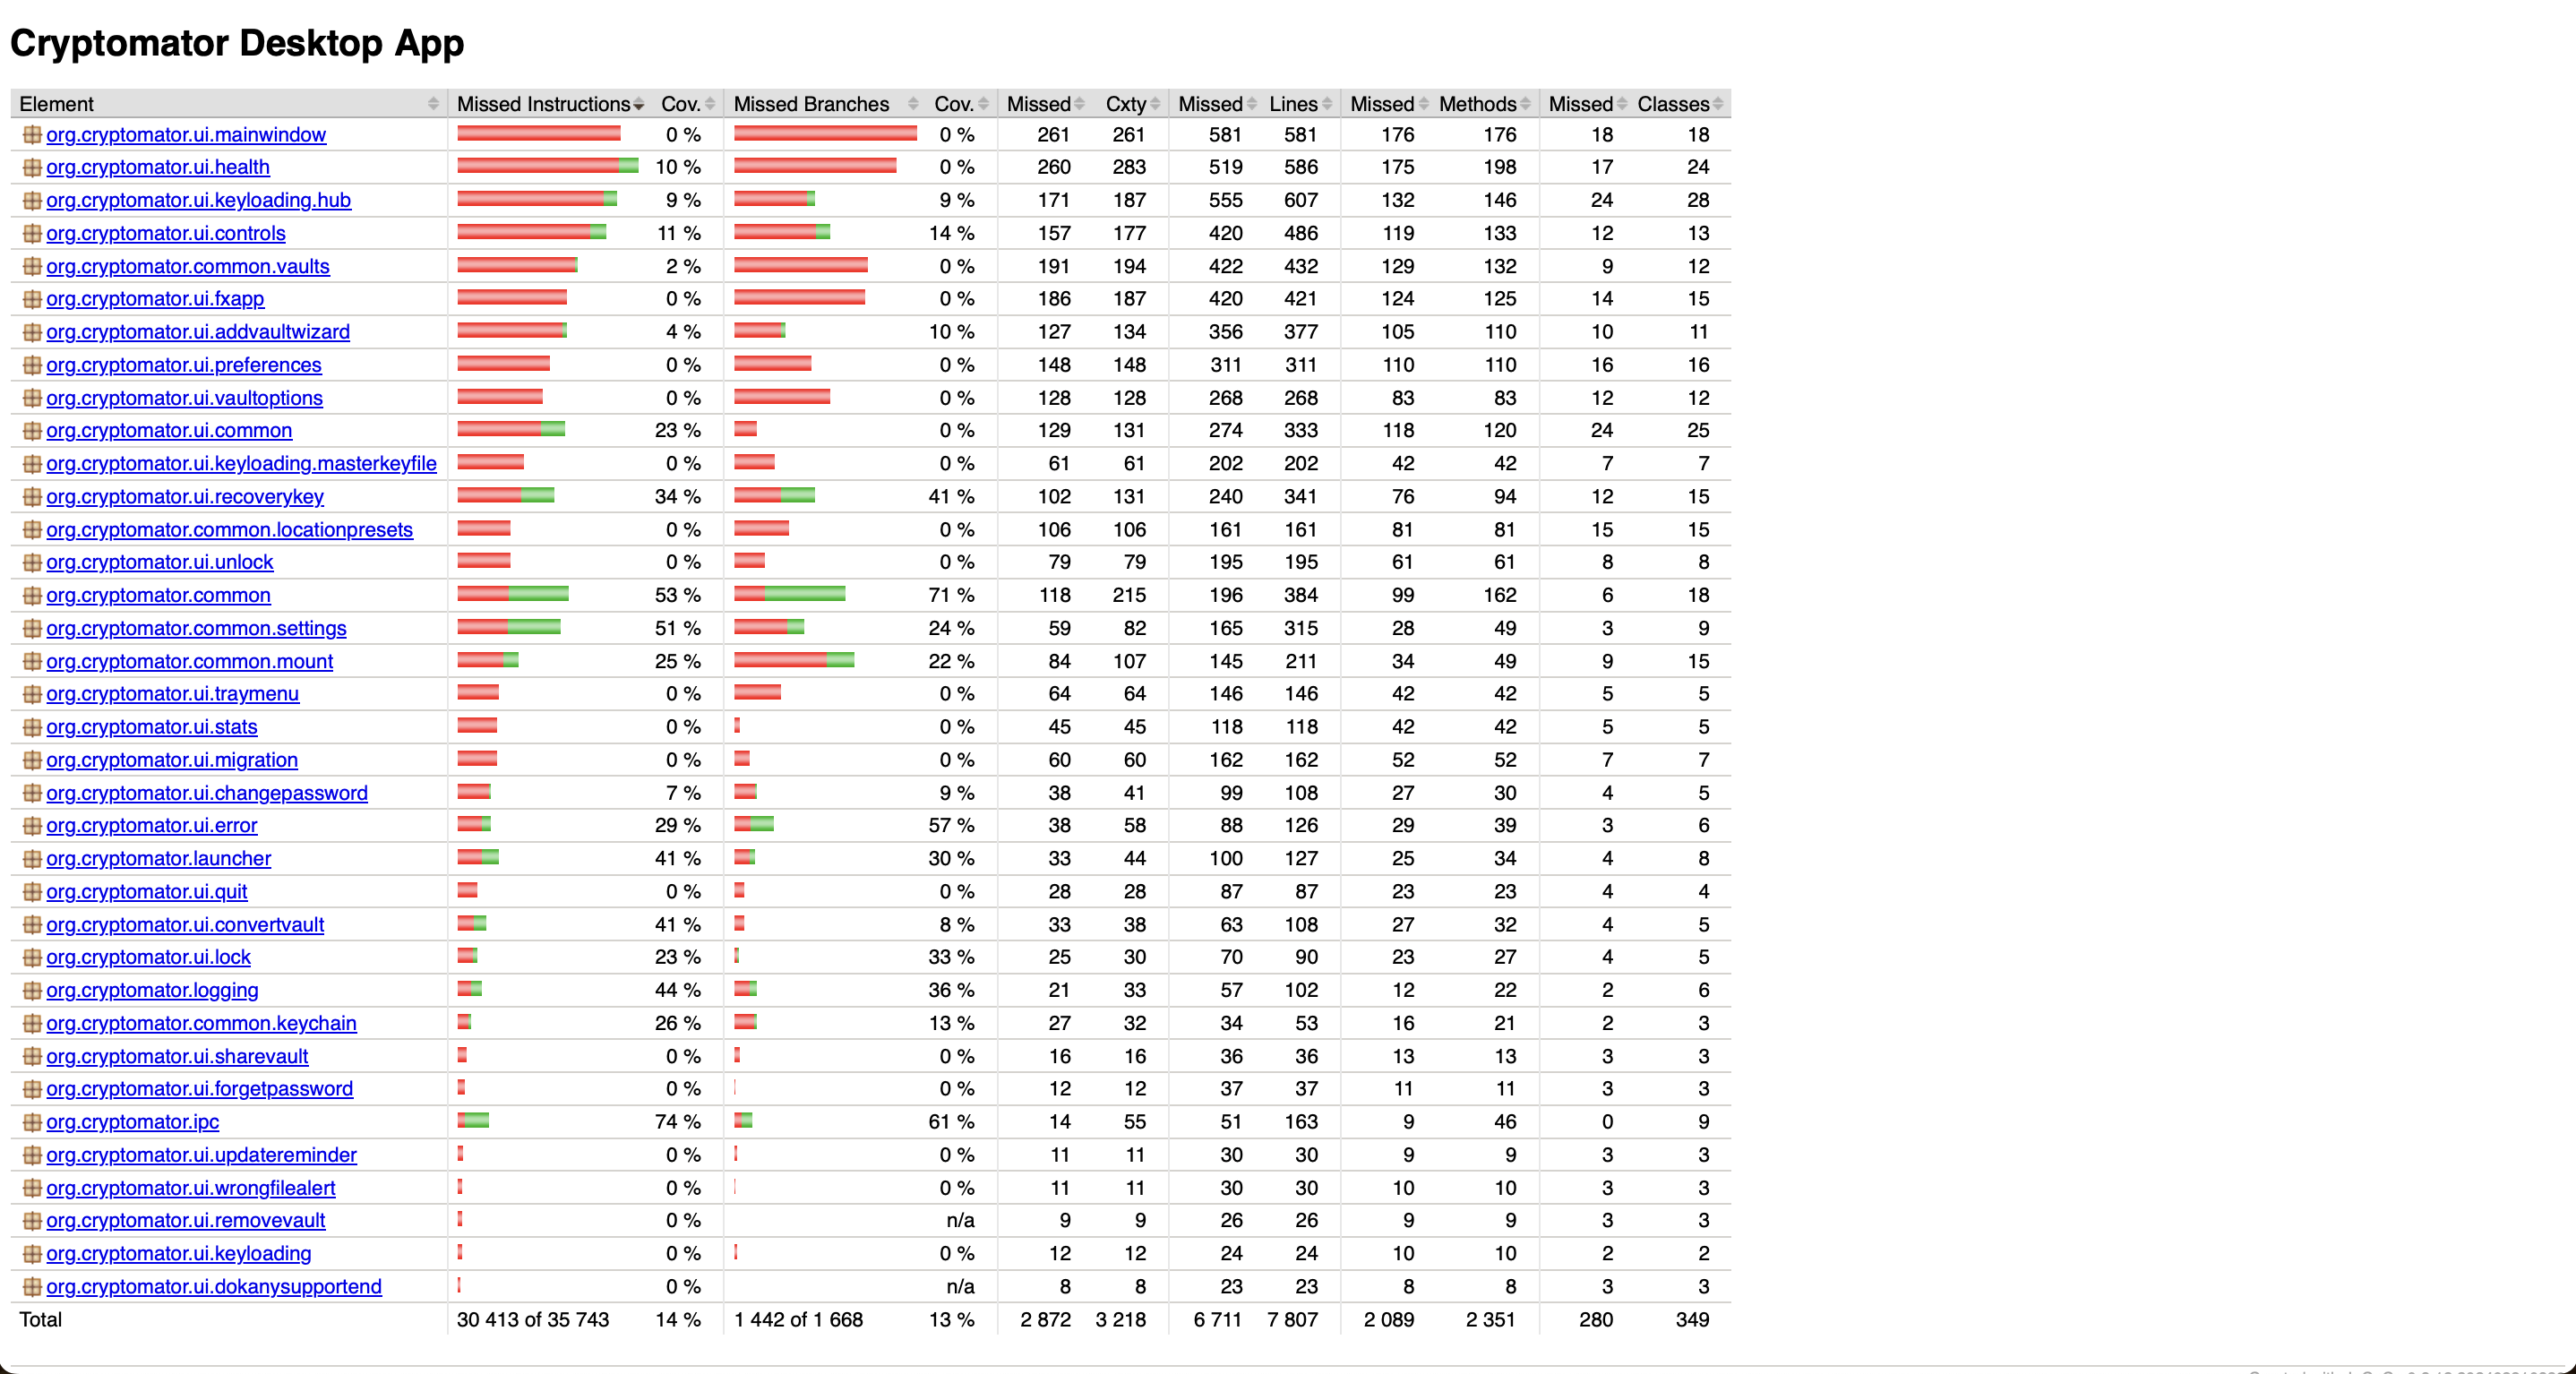 Cryptomator Desktop App
Element Missed Instructions Cov. Missed Branches Cov. Missed Cxty Missed Lines Missed Methods Missed Classes
org.cryptomator.ui.mainwindow 0 % 0 % 261 261 581 581 176 176 18 18
org.cryptomator.ui.health 10 % 0 % 260 283 519 586 175 198 17 24
org.cryptomator.ui.keyloading.hub 9 % 9 % 171 187 555 607 132 146 24 28
org.cryptomator.ui.controls 11 % 14 % 157 177 420 486 119 133 12 13
org.cryptomator.common.vaults 2 % 0 % 191 194 422 432 129 132 9 12
org.cryptomator.ui.fxapp 0 % 0 % 186 187 420 421 124 125 14 15
org.cryptomator.ui.addvaultwizard 4 % 10 % 127 134 356 377 105 110 10 11
org.cryptomator.ui.preferences 0 % 0 % 148 148 311 311 110 110 16 16
org.cryptomator.ui.vaultoptions 0 % 0 % 128 128 268 268 83 83 12 12
org.cryptomator.ui.common 23 % 0 % 129 131 274 333 118 120 24 25
org.cryptomator.ui.keyloading.masterkeyfile 0 % 0 % 61 61 202 202 42 42 7 7
org.cryptomator.ui.recoverykey 34 % 41 % 102 131 240 341 76 94 12 15
org.cryptomator.common.locationpresets 0 % 0 % 106 106 161 161 81 81 15 15
org.cryptomator.ui.unlock 0 % 0 % 79 79 195 195 61 61 8 8
org.cryptomator.common 53 % 71 % 118 215 196 384 99 162 6 18
org.cryptomator.common.settings 51 % 24 % 59 82 165 315 28 49 3 9
org.cryptomator.common.mount 25 % 22 % 84 107 145 211 34 49 9 15
org.cryptomator.ui.traymenu 0 % 0 % 64 64 146 146 42 42 5 5
org.cryptomator.ui.stats 0 % 0 % 45 45 118 118 42 42 5 5
org.cryptomator.ui.migration 0 % 0 % 60 60 162 162 52 52 7 7
org.cryptomator.ui.changepassword 7 % 9 % 38 41 99 108 27 30 4 5
org.cryptomator.ui.error 29 % 57 % 38 58 88 126 29 39 3 6
org.cryptomator.launcher 41 % 30 % 33 44 100 127 25 34 4 8
org.cryptomator.ui.quit 0 % 0 % 28 28 87 87 23 23 4 4
org.cryptomator.ui.convertvault 41 % 8 % 33 38 63 108 27 32 4 5
org.cryptomator.ui.lock 23 % 33 % 25 30 70 90 23 27 4 5
org.cryptomator.logging 44 % 36 % 21 33 57 102 12 22 2 6
org.cryptomator.common.keychain 26 % 13 % 27 32 34 53 16 21 2 3
org.cryptomator.ui.sharevault 0 % 0 % 16 16 36 36 13 13 3 3
org.cryptomator.ui.forgetpassword 0 % 0 % 12 12 37 37 11 11 3 3
org.cryptomator.ipc 74 % 61 % 14 55 51 163 9 46 0 9
org.cryptomator.ui.updatereminder 0 % 0 % 11 11 30 30 9 9 3 3
org.cryptomator.ui.wrongfilealert 0 % 0 % 11 11 30 30 10 10 3 3
org.cryptomator.ui.removevault 0 % n/a 9 9 26 26 9 9 3 3
org.cryptomator.ui.keyloading 0 % 0 % 12 12 24 24 10 10 2 2
org.cryptomator.ui.dokanysupportend 0 % n/a 8 8 23 23 8 8 3 3
Total 30 413 of 35 743 14 % 1 442 of 1 668 13 % 2 872 3 218 6 711 7 807 2 089 2 351 280 349